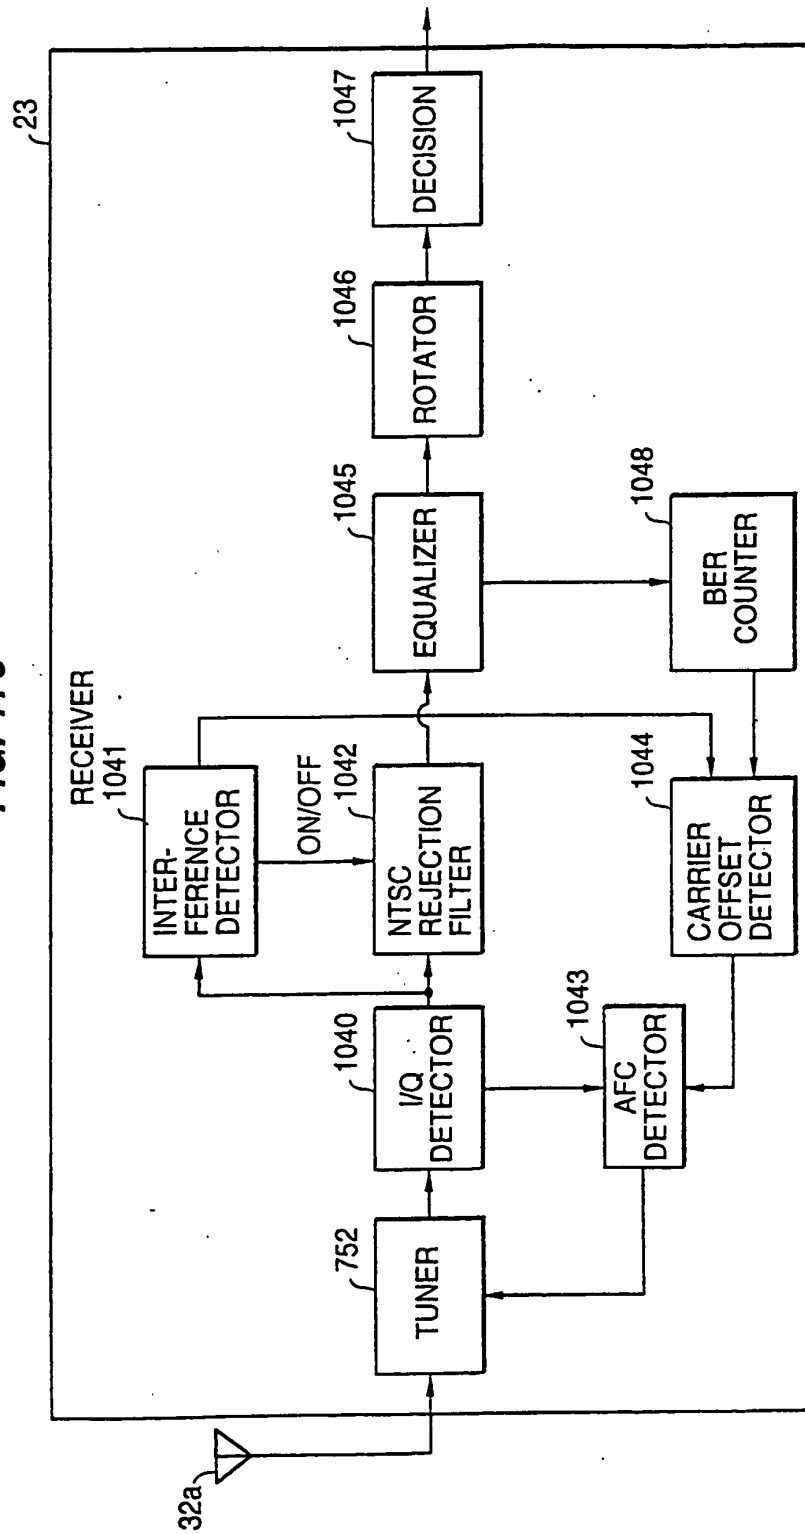 23
RECEIVER
1041
INTER-
FERENCE
DETECTOR
ON/OFF
1042
NTSC
REJECTION
FILTER
32a
752
TUNER
1040
I/Q
DETECTOR
1045
EQUALIZER
1046
ROTATOR
1047
DECISION
1043
AFC
DETECTOR
1044
CARRIER
OFFSET
DETECTOR
1048
BER
COUNTER